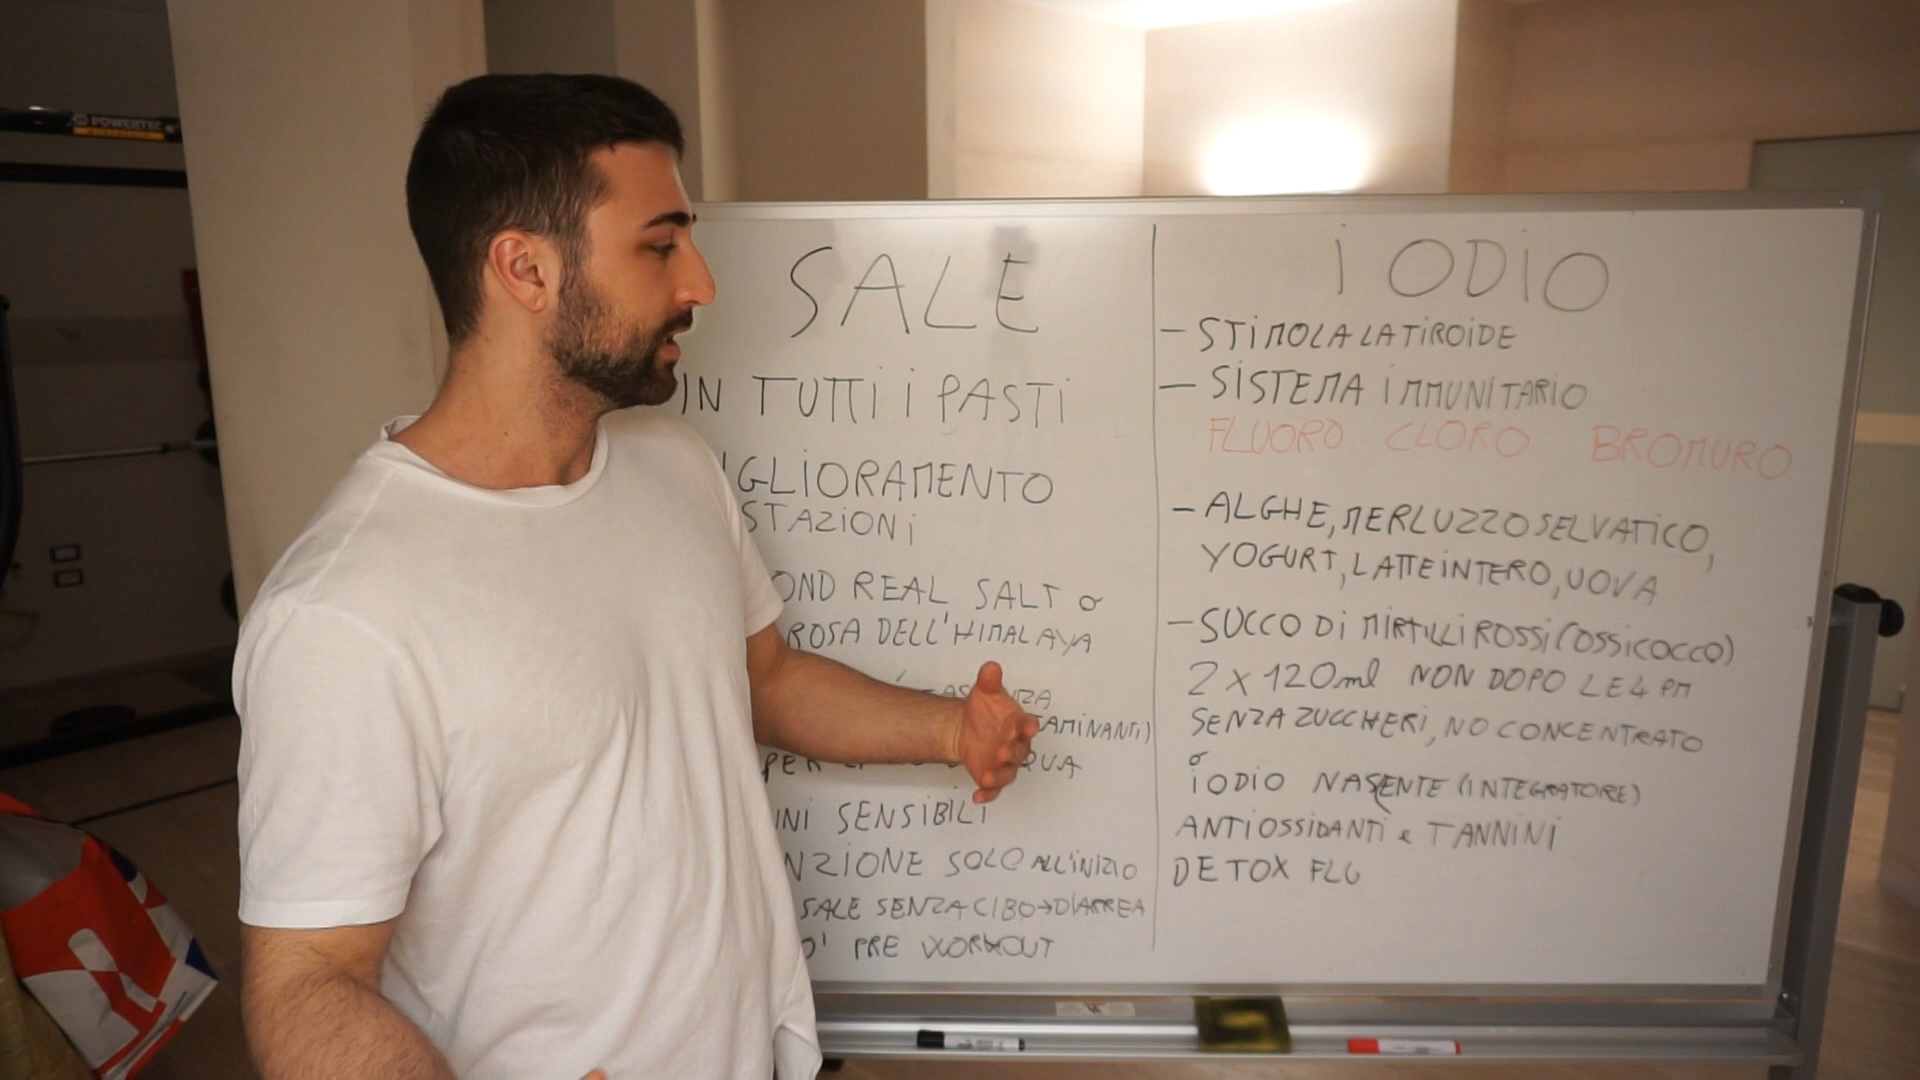 POWERTEC
SALE
IN TUTTI I PASTI
IGLIORAMENTO
STAZIONI
OND REAL SALT O
ROSA DELL'HIMALAYA
AMINANTI)
PER
QUA
INI SENSIBILI
NZIONE SOLO ALL'INIZIO
SALE SENZA CIBO→DIARREA
O' PRE WORKOUT
IODIO
- STIMOLA LA TIROIDE
- SISTEMA IMMUNITARIO
FLUORO CLORO BROMURO
- ALGHE, MERLUZZO SELVATICO,
YOGURT, LATTE INTERO, UOVA
- SUCCO DI MIRTILLI ROSSI (OSSICOCCO)
2 X 120ml NON DOPO LE 4 PM
SENZA ZUCCHERI, NO CONCENTRATO
O
IODIO NASCENTE (INTEGRATORE)
ANTIOSSIDANTI e TANNINI
DETOX FLU